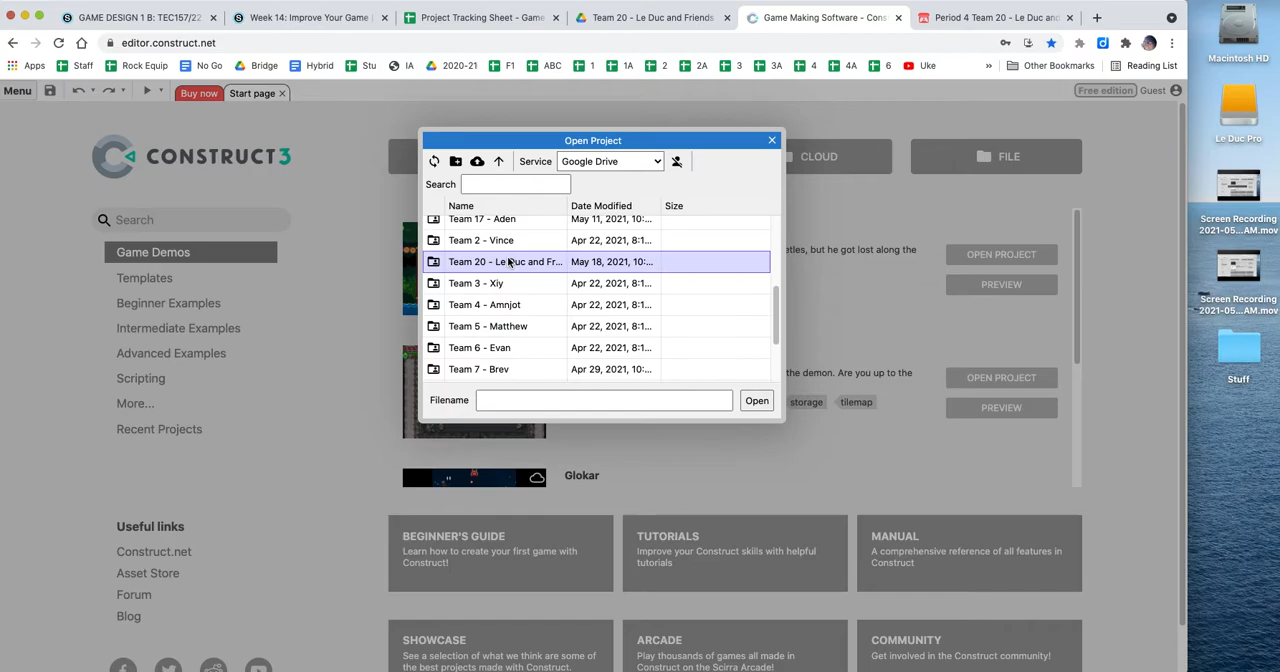 GAME DESIGN 1 B: TEC157/22
Week 14: Improve Your Game
Project Tracking Sheet - Game
Team 20 - Le Duc and Friends
Game Making Software - Cons
Period 4 Team 20 - Le Duc and
editor.construct.net
Apps Staff Rock Equip No Go Bridge Hybrid Stu IA 2020-21 F1 ABC 1 1A 2 2A 3 3A 4 4A 6 Uke » Other Bookmarks Reading List
Menu Buy now Start page Free edition Guest
CONSTRUCT3
CLOUD FILE
Search
Game Demos
Templates
Beginner Examples
Intermediate Examples
Advanced Examples
Scripting
More...
Recent Projects
Useful links
Construct.net
Asset Store
Forum
Blog
Open Project
Service Google Drive
Search
Name Date Modified Size
Team 17 - Aden May 11, 2021, 10:...
Team 2 - Vince Apr 22, 2021, 8:1...
Team 20 - Le Duc and Fr... May 18, 2021, 10:...
Team 3 - Xiy Apr 22, 2021, 8:1...
Team 4 - Amnjot Apr 22, 2021, 8:1...
Team 5 - Matthew Apr 22, 2021, 8:1...
Team 6 - Evan Apr 22, 2021, 8:1...
Team 7 - Brev Apr 29, 2021, 10:...
Filename Open
etles, but he got lost along the
OPEN PROJECT
PREVIEW
the demon. Are you up to the
storage tilemap
OPEN PROJECT
PREVIEW
Glokar
BEGINNER'S GUIDE
Learn how to create your first game with
Construct!
TUTORIALS
Improve your Construct skills with helpful
tutorials
MANUAL
A comprehensive reference of all features in
Construct
SHOWCASE
See a selection of what we think are some of
the best projects made with Construct.
ARCADE
Play thousands of games all made in
Construct on the Scirra Arcade!
COMMUNITY
Get involved in the Construct community!
Macintosh HD
Le Duc Pro
Screen Recording
2021-05...AM.mov
Screen Recording
2021-05...AM.mov
Stuff